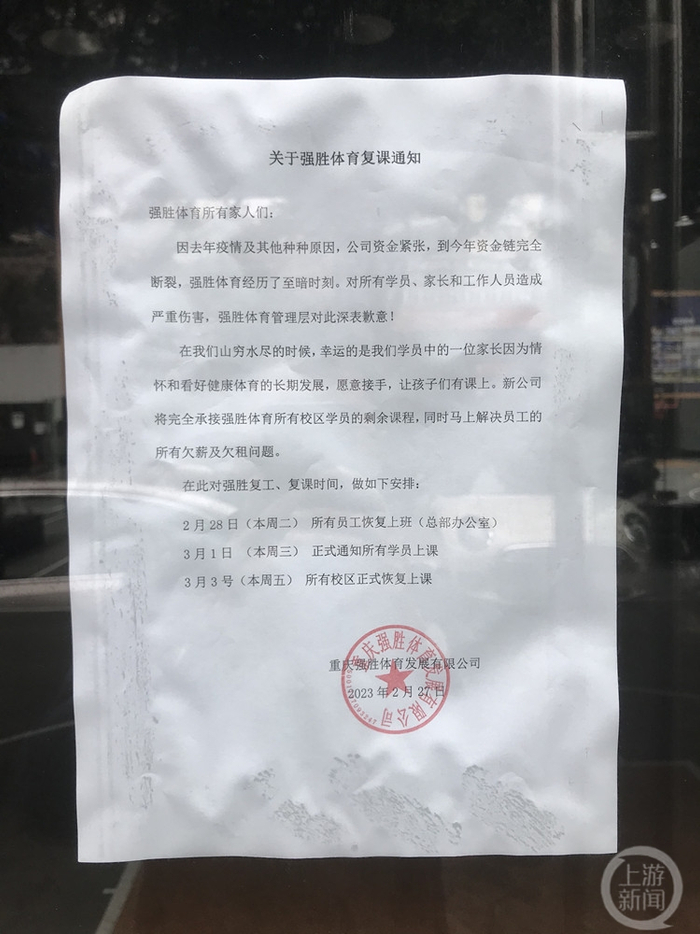 关于强胜体育复课通知
强胜体育所有家人们：
因去年疫情及其他种种原因，公司资金紧张，到今年资金链完全
断裂，强胜体育经历了至暗时刻。对所有学员、家长和工作人员造成
严重伤害，强胜体育管理层对此深表歉意！
在我们山穷水尽的时候，幸运的是我们学员中的一位家长因为情
怀和看好健康体育的长期发展，愿意接手，让孩子们有课上。新公司
将完全承接强胜体育所有校区学员的剩余课程，同时马上解决员工的
所有欠薪及欠租问题。
在此对强胜复工、复课时间，做如下安排：
2月28日（本周二） 所有员工恢复上班（总部办公室）
3月1日 （本周三） 正式通知所有学员上课
3月3号（本周五） 所有校区正式恢复上课
重庆强胜体育发展有限公司
2023年2月27日
重庆强胜体育发展有限公司
上游
新闻